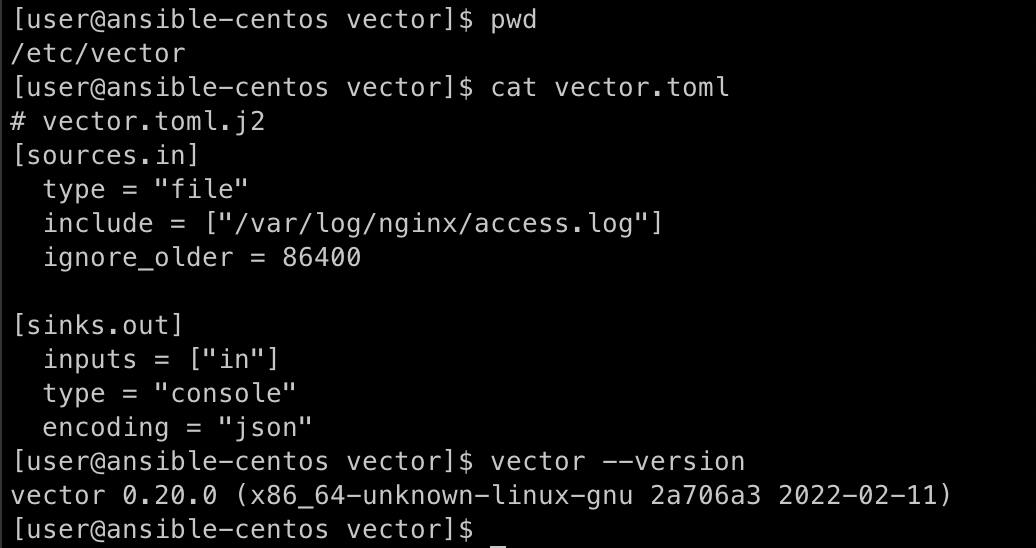 [user@ansible-centos vector]$ pwd
/etc/vector
[user@ansible-centos vector]$ cat vector.toml
# vector.toml.j2
[sources.in]
  type = "file"
  include = ["/var/log/nginx/access.log"]
  ignore_older = 86400

[sinks.out]
  inputs = ["in"]
  type = "console"
  encoding = "json"
[user@ansible-centos vector]$ vector --version
vector 0.20.0 (x86_64-unknown-linux-gnu 2a706a3 2022-02-11)
[user@ansible-centos vector]$